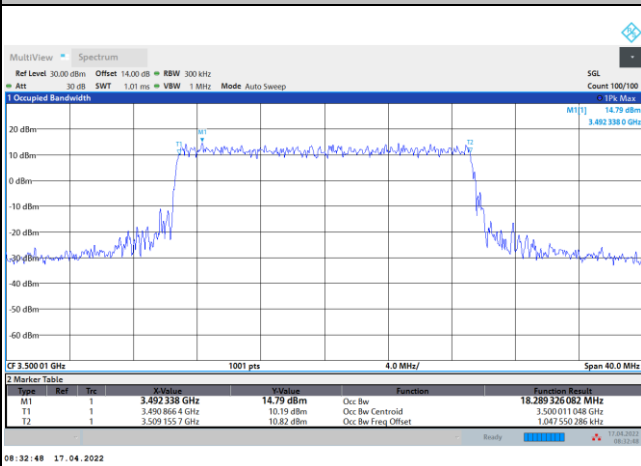 MultiView Spectrum
Ref Level 30.00 dBm Offset 14.00 dB RBW 300 kHz SGL
Att 30 dB SWT 1.01 ms VBW 1 MHz Mode Auto Sweep Count 100/100
1 Occupied Bandwidth 1Pk Max
M1[1] 14.79 dBm
3.492 338 0 GHz
M1
T1
T2
20 dBm
10 dBm
0 dBm
-10 dBm
-20 dBm
-30 dBm
-40 dBm
-50 dBm
-60 dBm
CF 3.500 01 GHz 1001 pts 4.0 MHz/ Span 40.0 MHz
2 Marker Table
Type Ref Trc X-Value Y-Value Function Function Result
M1 1 3.492 338 GHz 14.79 dBm Occ Bw 18.289 326 082 MHz
T1 1 3.490 866 4 GHz 10.19 dBm Occ Bw Centroid 3.500 011 048 GHz
T2 1 3.509 155 7 GHz 10.82 dBm Occ Bw Freq Offset 1.047 550 286 kHz
Ready 17.04.2022
08:32:48
08:32:48 17.04.2022